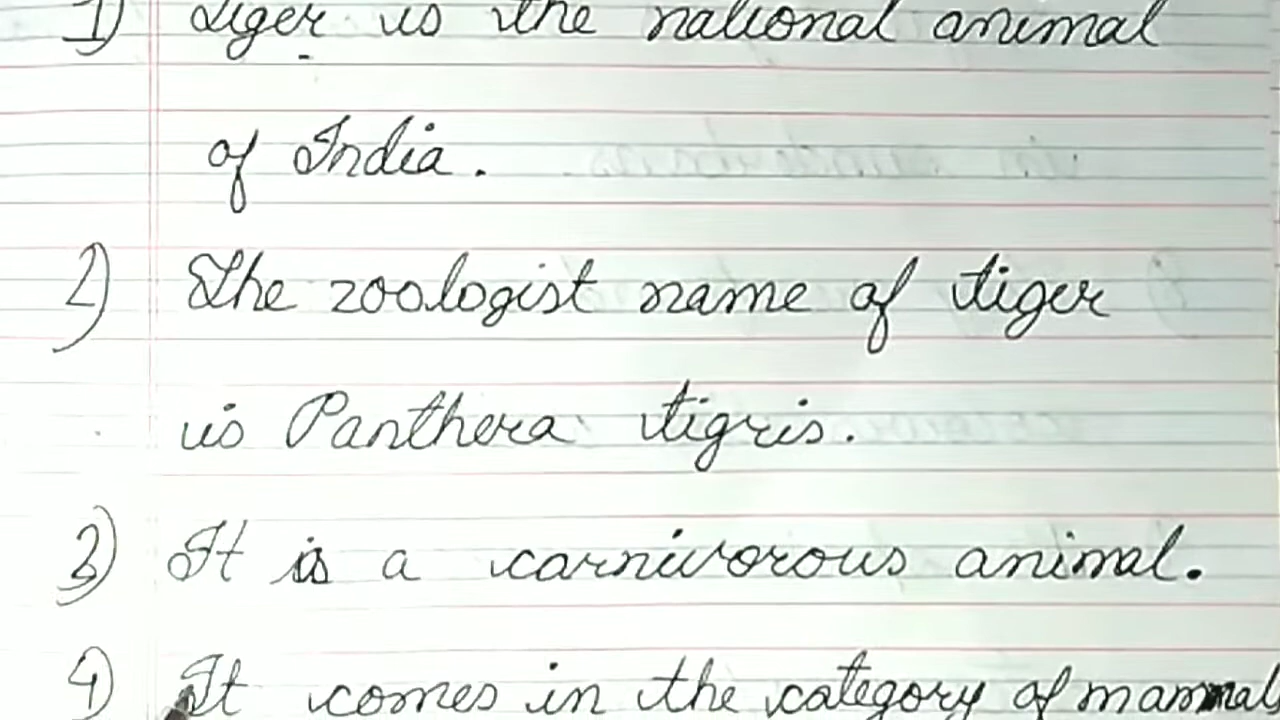 1) Tiger is the national animal
of India.
2) The zoologist name of tiger
is Panthera tigris.
3) It is a carnivorous animal.
4) It comes in the category of mammals